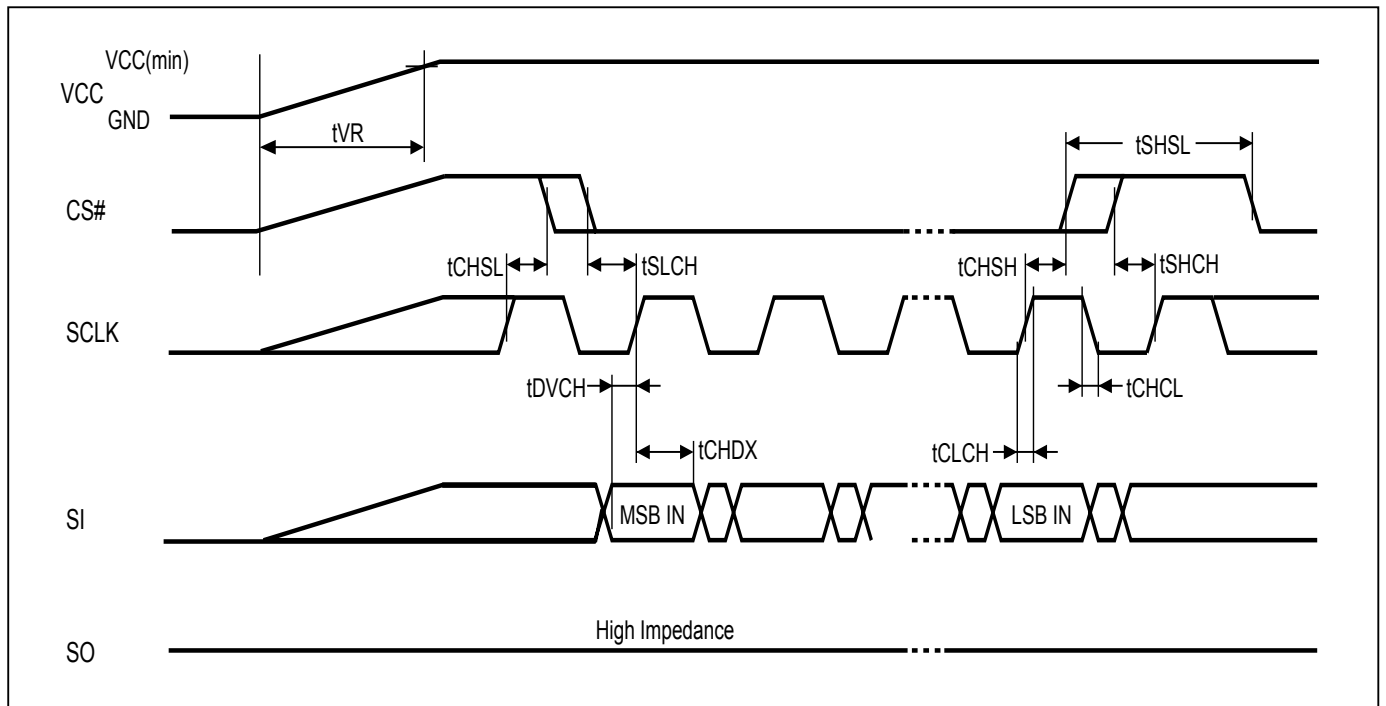 VCC(min)
VCC
GND
tVR
tSHSL
CS#
tCHSL
tSLCH
tCHSH
tSHCH
SCLK
tDVCH
tCHCL
tCHDX
tCLCH
SI
MSB IN
LSB IN
High Impedance
SO